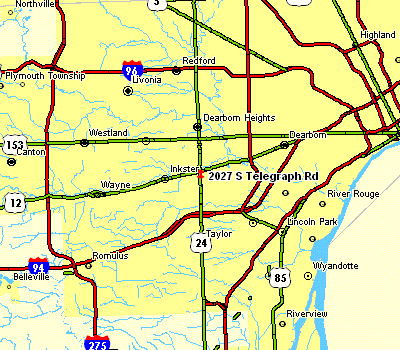 Northville
3
Highland
Redford
Plymouth Township
96
Livonia
Dearborn Heights
Westland
Dearborn
153
Canton
Inkster
2027 S Telegraph Rd
Wayne
River Rouge
12
Lincoln Park
Taylor
24
Romulus
94
Belleville
Wyandotte
85
Riverview
275